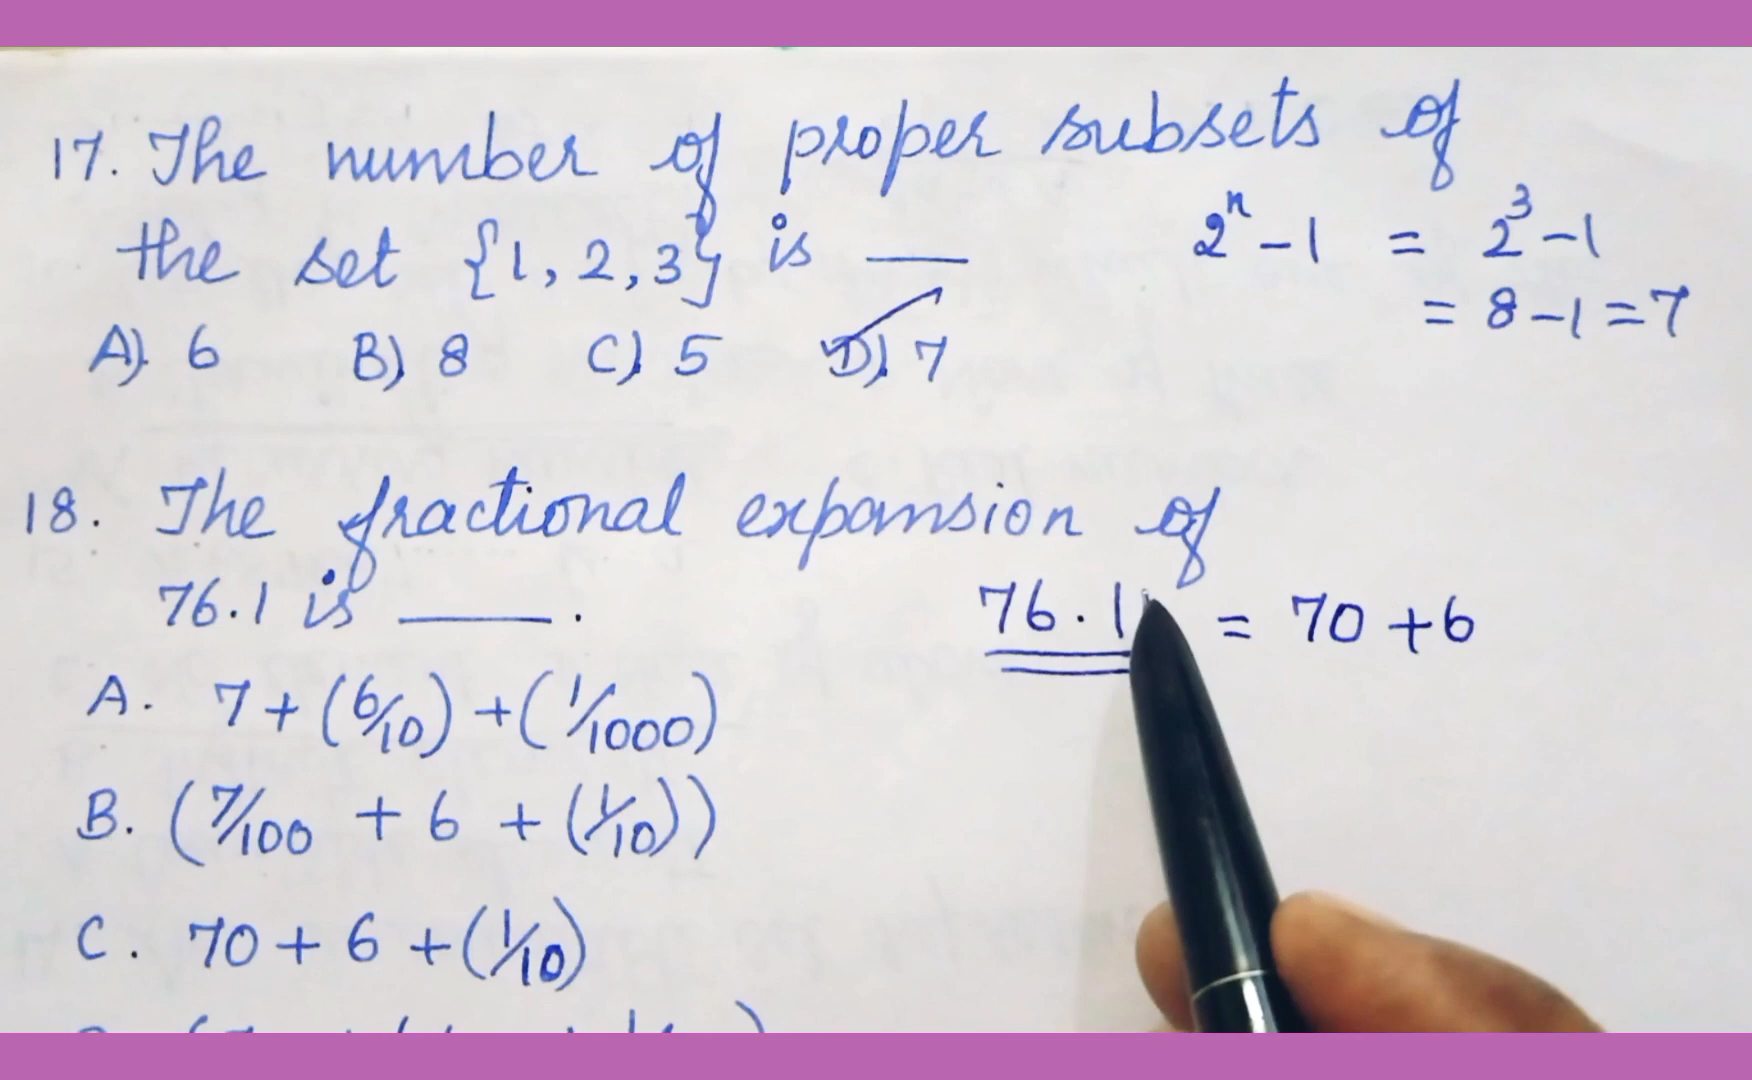 17. The number of proper subsets of
the set {1, 2, 3} is ___
2ⁿ - 1 = 2³ - 1
= 8 - 1 = 7
A). 6 B) 8 C) 5 D). 7
18. The fractional expansion of
76.1 is ___.
76.1 = 70 + 6
A. 7 + (6/10) + (1/1000)
B. (7/100 + 6 + (1/10))
C. 70 + 6 + (1/10)